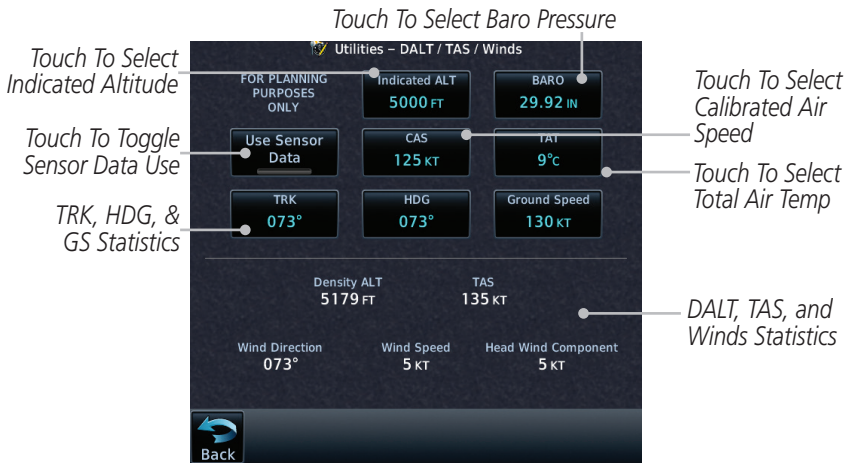 Touch To Select Baro Pressure
Touch To Select
Indicated Altitude
Utilities – DALT / TAS / Winds
FOR PLANNING
PURPOSES
ONLY
Indicated ALT
5000 FT
BARO
29.92 IN
Touch To Select
Calibrated Air
Speed
Touch To Toggle
Sensor Data Use
Use Sensor
Data
CAS
125 KT
TAT
9°C
Touch To Select
Total Air Temp
TRK, HDG, &
GS Statistics
TRK
073°
HDG
073°
Ground Speed
130 KT
Density ALT
5179 FT
TAS
135 KT
DALT, TAS, and
Winds Statistics
Wind Direction
073°
Wind Speed
5 KT
Head Wind Component
5 KT
Back